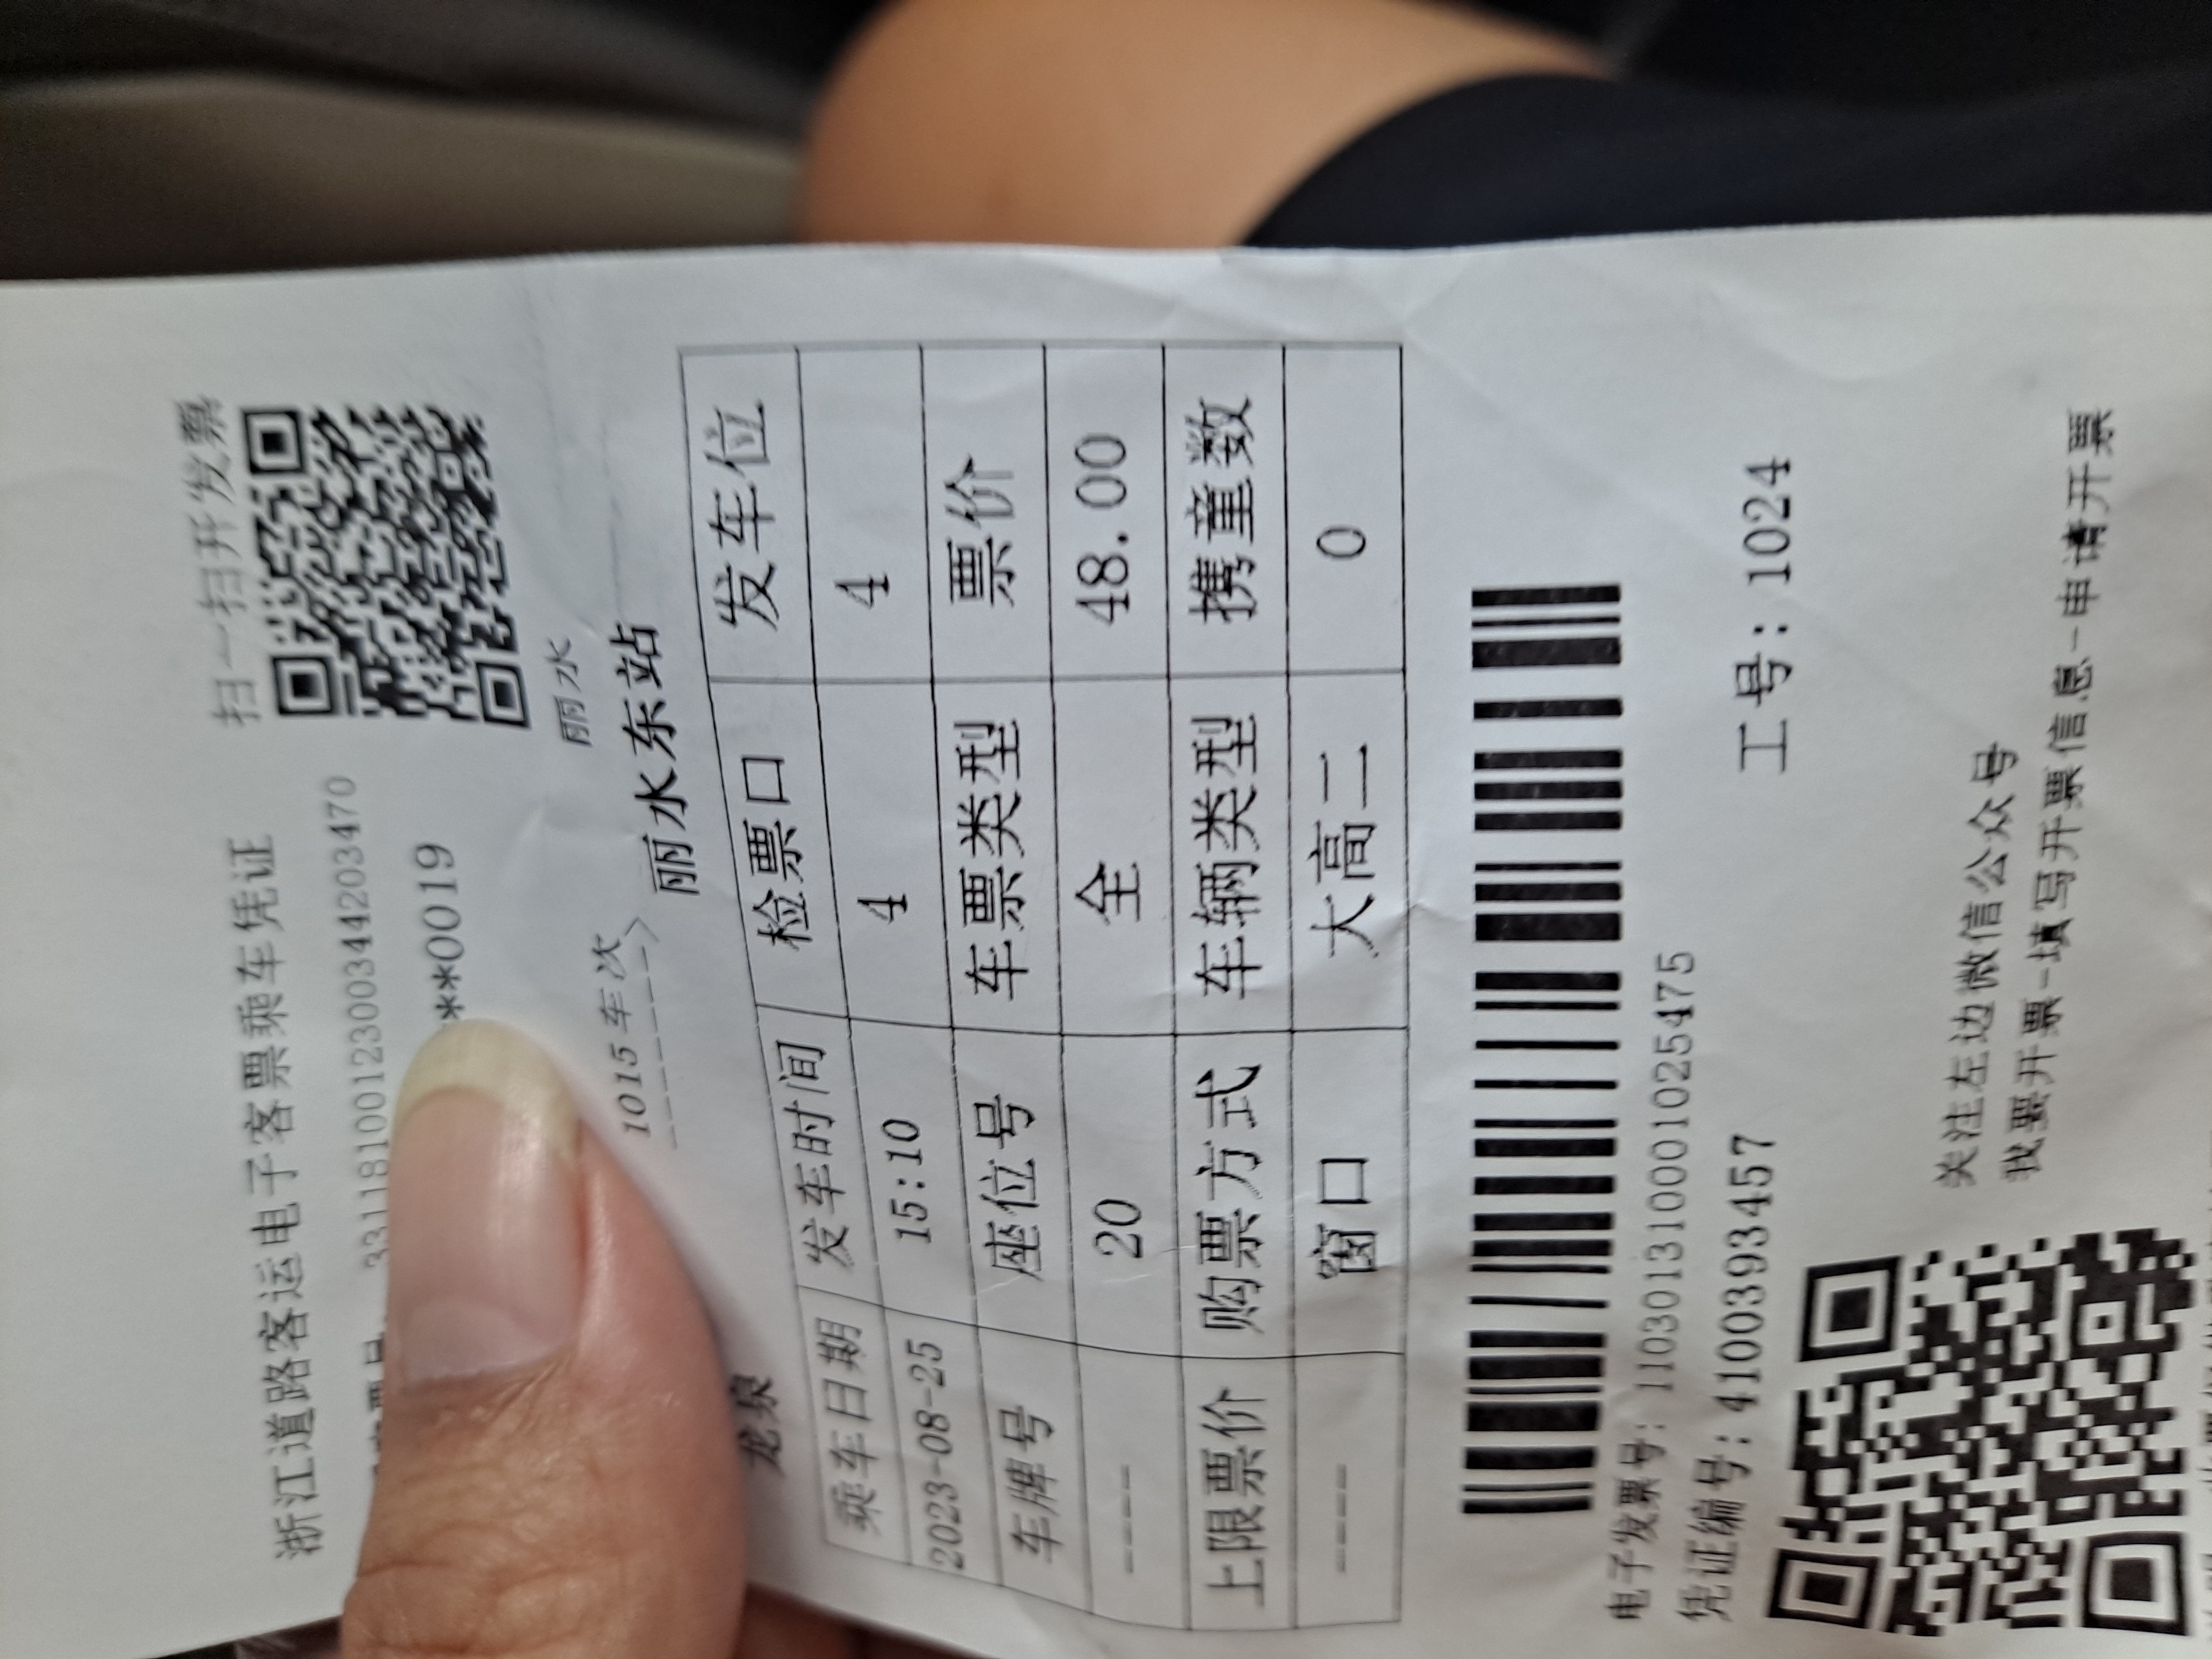 浙江道路客运电子客票乘车凭证
扫一扫开发票
331181001230034420​3470
**0019
丽水
1015车次
-------->
龙泉
丽水东站
乘车日期 发车时间 检票口 发车位
2023-08-25 15:10 4 4
车牌号 座位号 车票类型 票价
---- 20 全 48.00
上限票价 购票方式 车辆类型 携童数
---- 窗口 大高二 0
电子发票号: 11030131000102​5475
凭证编号: 4100393457
工号: 1024
关注左边微信公众号
我要开票-填写开票信息-申请开票